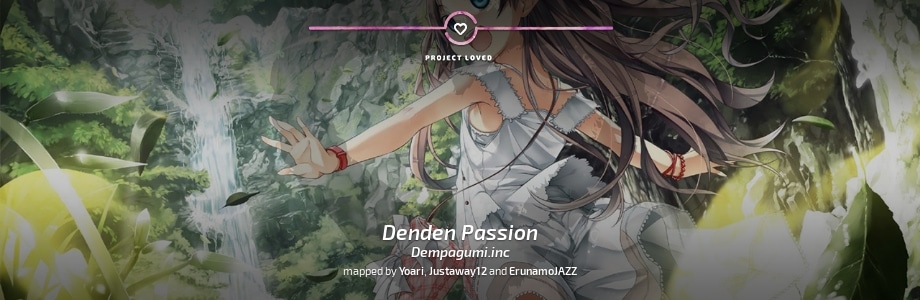 PROJECT LOVED
Denden Passion
Dempagumi.inc
mapped by Yoari, Justaway12 and ErunamoJAZZ